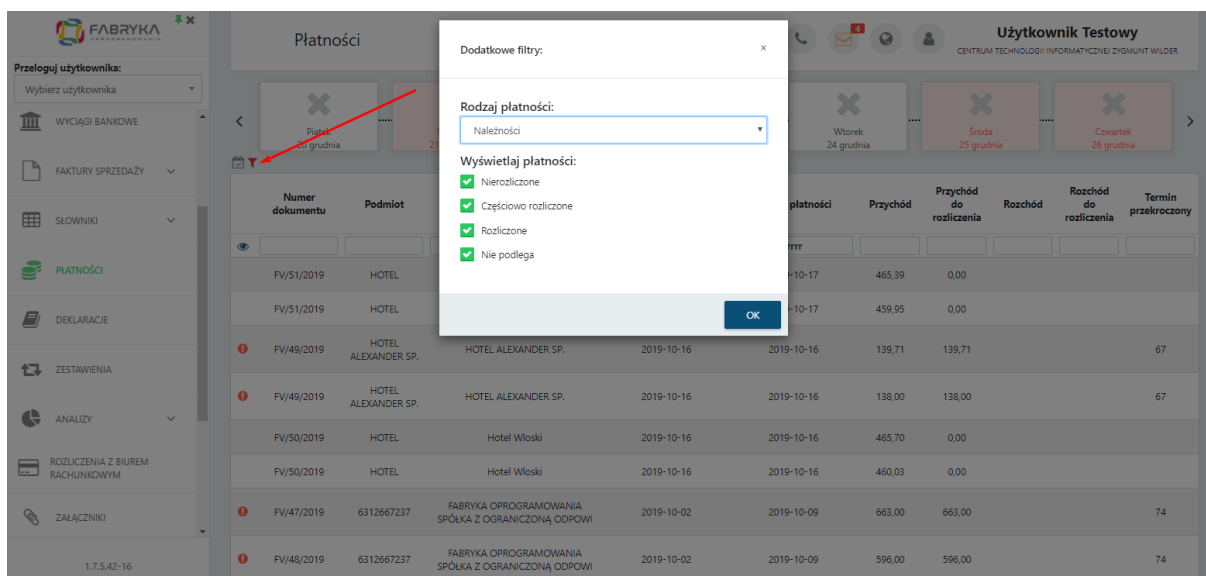 FABRYKA
OPROGRAMOWANIA
Przeloguj użytkownika:
Wybierz użytkownika
WYCIĄGI BANKOWE
FAKTURY SPRZEDAŻY
SŁOWNIKI
PŁATNOŚCI
DEKLARACJE
ZESTAWIENIA
ANALIZY
ROZLICZENIA Z BIUREM
RACHUNKOWYM
ZAŁĄCZNIKI
1.7.5.42-16
Płatności
4
Użytkownik Testowy
CENTRUM TECHNOLOGII INFORMATYCZNEJ ZYGMUNT WILDER
Piątek
20 grudnia
Wtorek
24 grudnia
Środa
25 grudnia
Czwartek
26 grudnia
Dodatkowe filtry:
×
Rodzaj płatności:
Należności
Wyświetlaj płatności:
Nierozliczone
Częściowo rozliczone
Rozliczone
Nie podlega
OK
Numer dokumentu Podmiot płatności Przychód Przychód do rozliczenia Rozchód Rozchód do rozliczenia Termin przekroczony
FV/51/2019 HOTEL -10-17 465,39 0,00
FV/51/2019 HOTEL -10-17 459,95 0,00
FV/49/2019 HOTEL ALEXANDER SP. HOTEL ALEXANDER SP. 2019-10-16 2019-10-16 139,71 139,71 67
FV/49/2019 HOTEL ALEXANDER SP. HOTEL ALEXANDER SP. 2019-10-16 2019-10-16 138,00 138,00 67
FV/50/2019 HOTEL Hotel Wloski 2019-10-16 2019-10-16 465,70 0,00
FV/50/2019 HOTEL Hotel Wloski 2019-10-16 2019-10-16 460,03 0,00
FV/47/2019 6312667237 FABRYKA OPROGRAMOWANIA SPÓŁKA Z OGRANICZONĄ ODPOWI 2019-10-02 2019-10-09 663,00 663,00 74
FV/48/2019 6312667237 FABRYKA OPROGRAMOWANIA SPÓŁKA Z OGRANICZONĄ ODPOWI 2019-10-02 2019-10-09 596,00 596,00 74